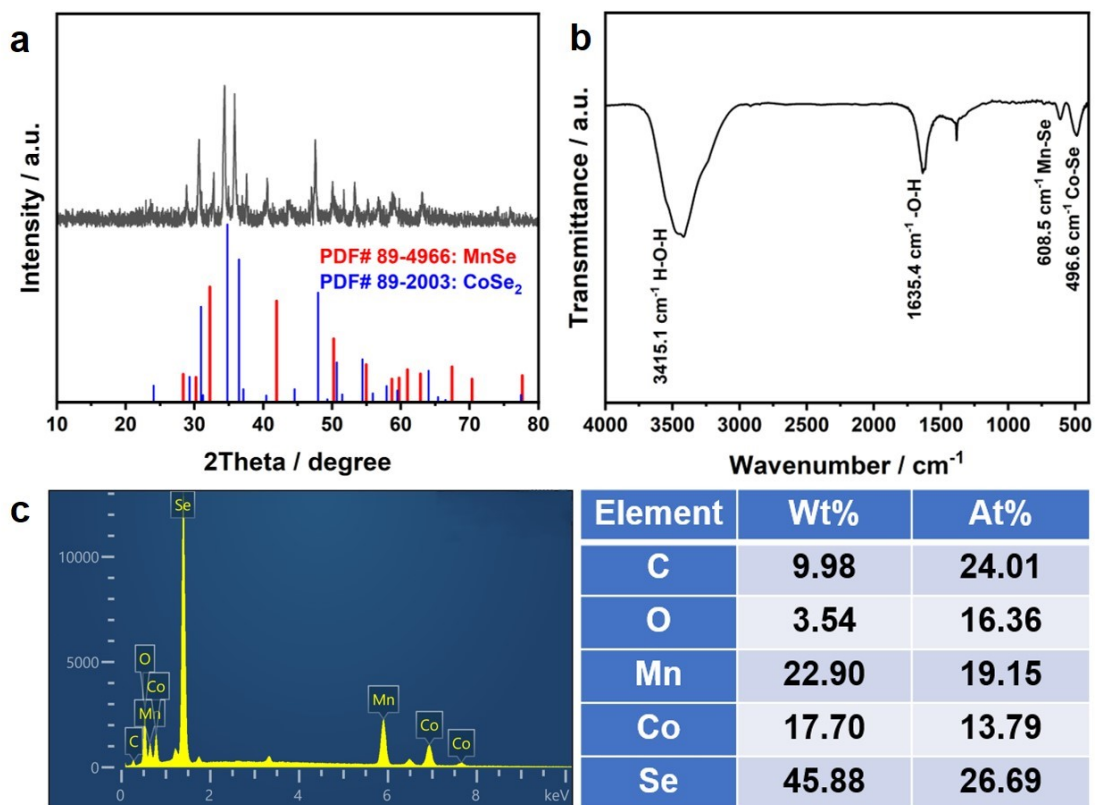 a
Intensity / a.u.
PDF# 89-4966: MnSe
PDF# 89-2003: CoSe₂
10 20 30 40 50 60 70 80
2Theta / degree
b
Transmittance / a.u.
3415.1 cm⁻¹ H-O-H
1635.4 cm⁻¹ -O-H
608.5 cm⁻¹ Mn-Se
496.6 cm⁻¹ Co-Se
4000 3500 3000 2500 2000 1500 1000 500
Wavenumber / cm⁻¹
c
Se
10000
5000
O
Co
Mn
C
Mn
Co
Co
0
0 2 4 6 8 keV
Element Wt% At%
C 9.98 24.01
O 3.54 16.36
Mn 22.90 19.15
Co 17.70 13.79
Se 45.88 26.69